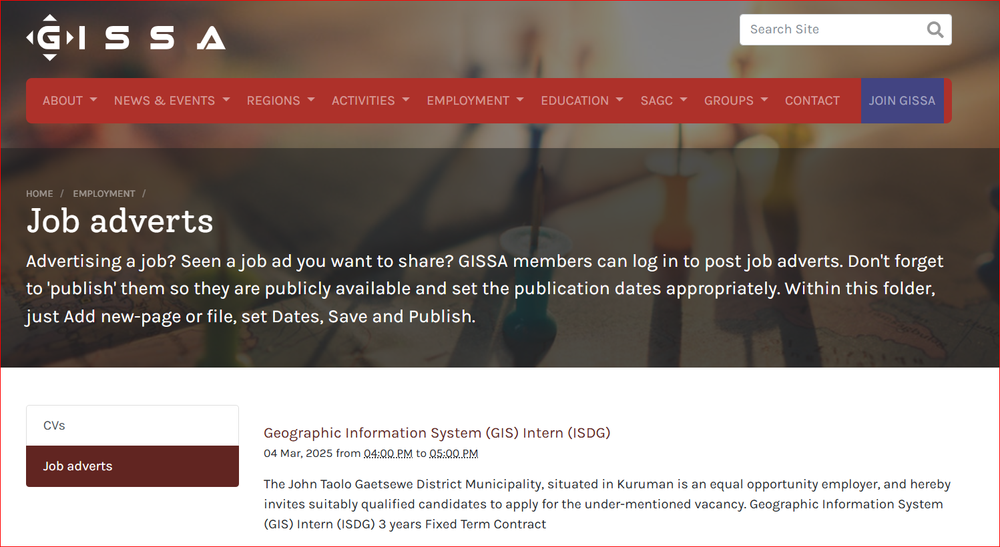 GISSA
Search Site
ABOUT
NEWS & EVENTS
REGIONS
ACTIVITIES
EMPLOYMENT
EDUCATION
SAGC
GROUPS
CONTACT
JOIN GISSA
HOME / EMPLOYMENT /
Job adverts
Advertising a job? Seen a job ad you want to share? GISSA members can log in to post job adverts. Don't forget
to 'publish' them so they are publicly available and set the publication dates appropriately. Within this folder,
just Add new-page or file, set Dates, Save and Publish.
CVs
Job adverts
Geographic Information System (GIS) Intern (ISDG)
04 Mar, 2025 from 04:00 PM to 05:00 PM
The John Taolo Gaetsewe District Municipality, situated in Kuruman is an equal opportunity employer, and hereby
invites suitably qualified candidates to apply for the under-mentioned vacancy. Geographic Information System
(GIS) Intern (ISDG) 3 years Fixed Term Contract